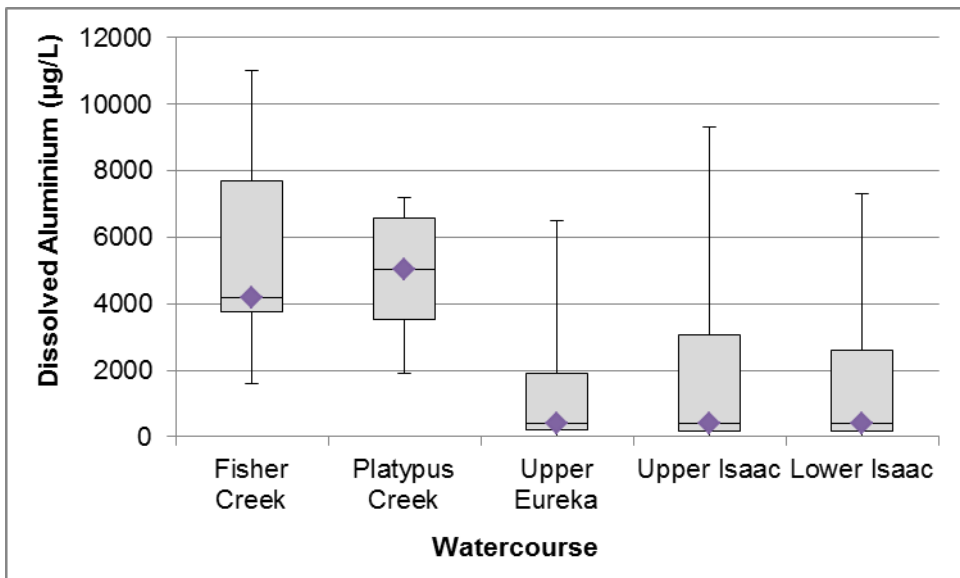 Dissolved Aluminium (µg/L)
12000
10000
8000
6000
4000
2000
0
Fisher
Creek
Platypus
Creek
Upper
Eureka
Upper Isaac
Lower Isaac
Watercourse